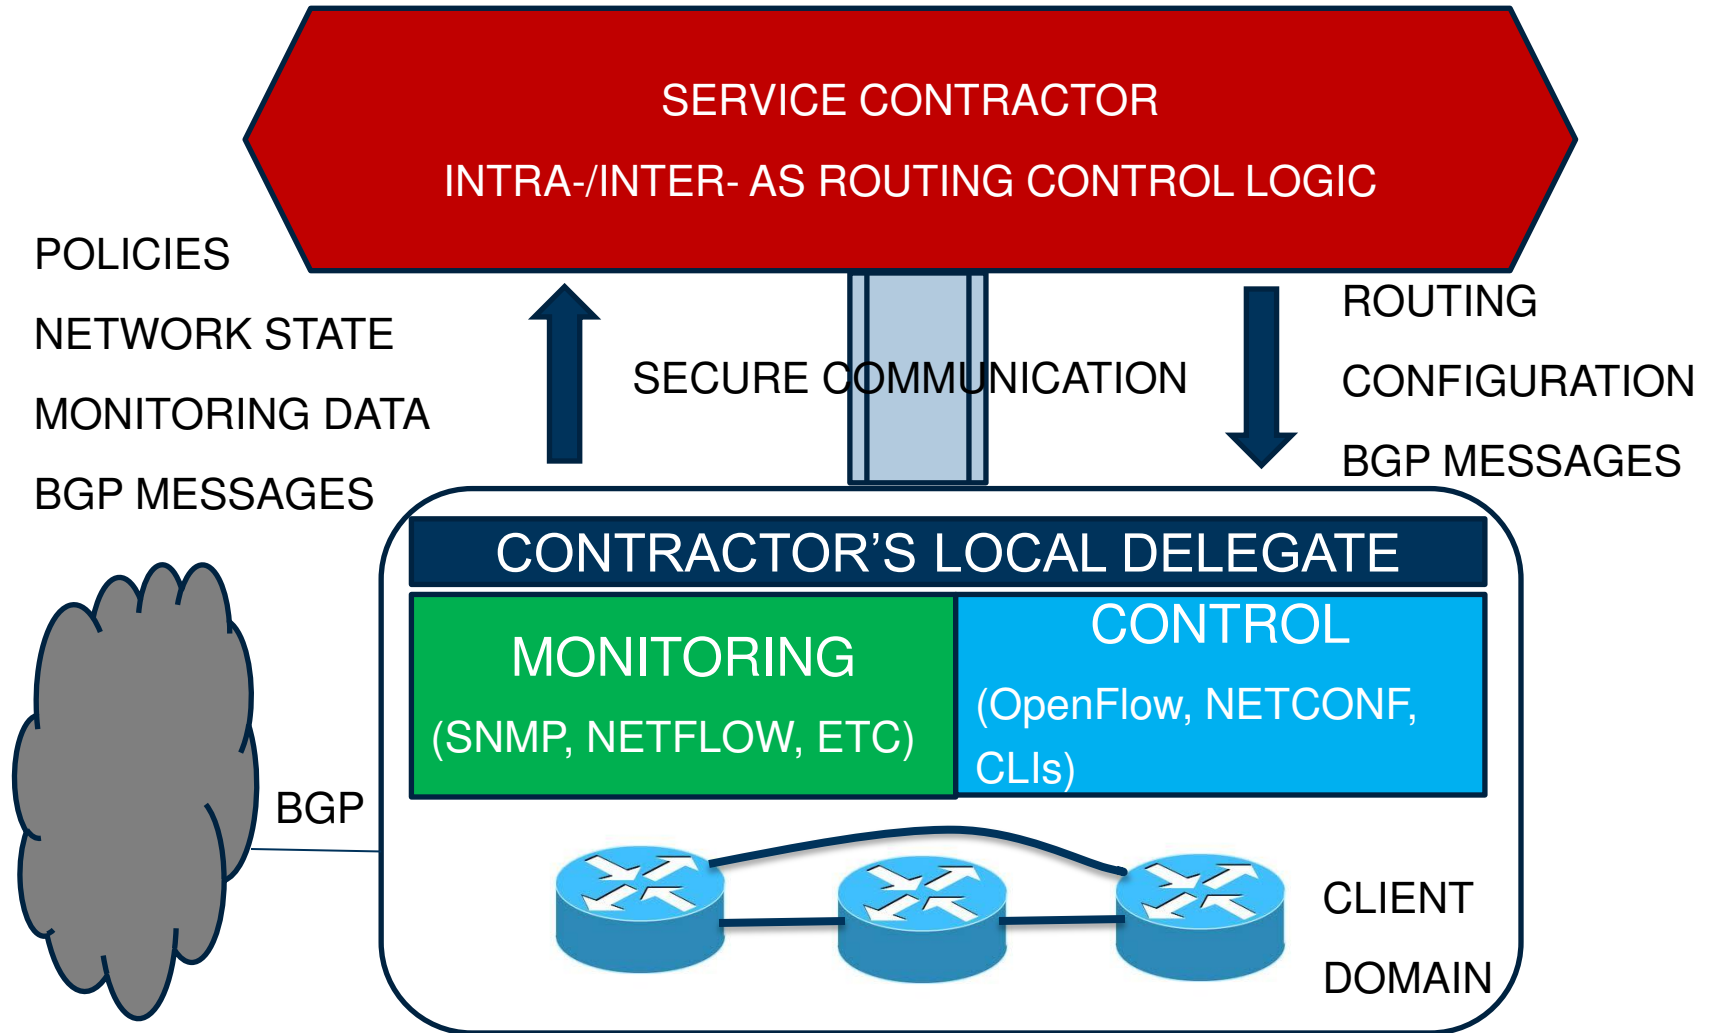 SERVICE CONTRACTOR
INTRA-/INTER- AS ROUTING CONTROL LOGIC
POLICIES
NETWORK STATE
MONITORING DATA
BGP MESSAGES
SECURE COMMUNICATION
ROUTING
CONFIGURATION
BGP MESSAGES
CONTRACTOR’S LOCAL DELEGATE
MONITORING
(SNMP, NETFLOW, ETC)
CONTROL
(OpenFlow, NETCONF,
CLIs)
BGP
CLIENT
DOMAIN